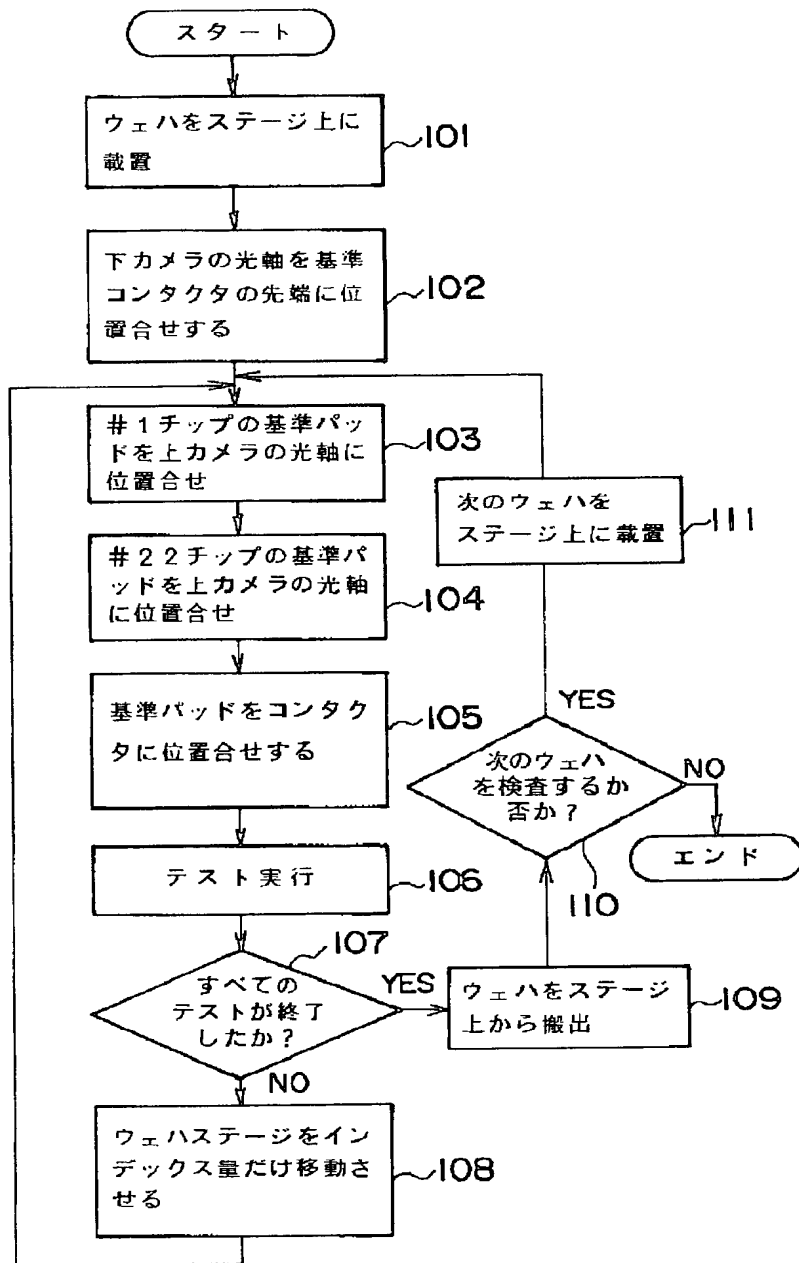 スタート
ウェハをステージ上に
載置
101
下カメラの光軸を基準
コンタクタの先端に位
置合せする
102
#1チップの基準パッ
ドを上カメラの光軸に
位置合せ
103
#22チップの基準パ
ッドを上カメラの光軸
に位置合せ
104
基準パッドをコンタク
タに位置合せする
105
テスト実行
106
すべての
テストが終了
したか?
107
YES
NO
ウェハステージをイン
デックス量だけ移動さ
せる
108
ウェハをステージ
上から搬出
109
次のウェハ
を検査するか
否か?
110
YES
NO
エンド
次のウェハを
ステージ上に載置
111